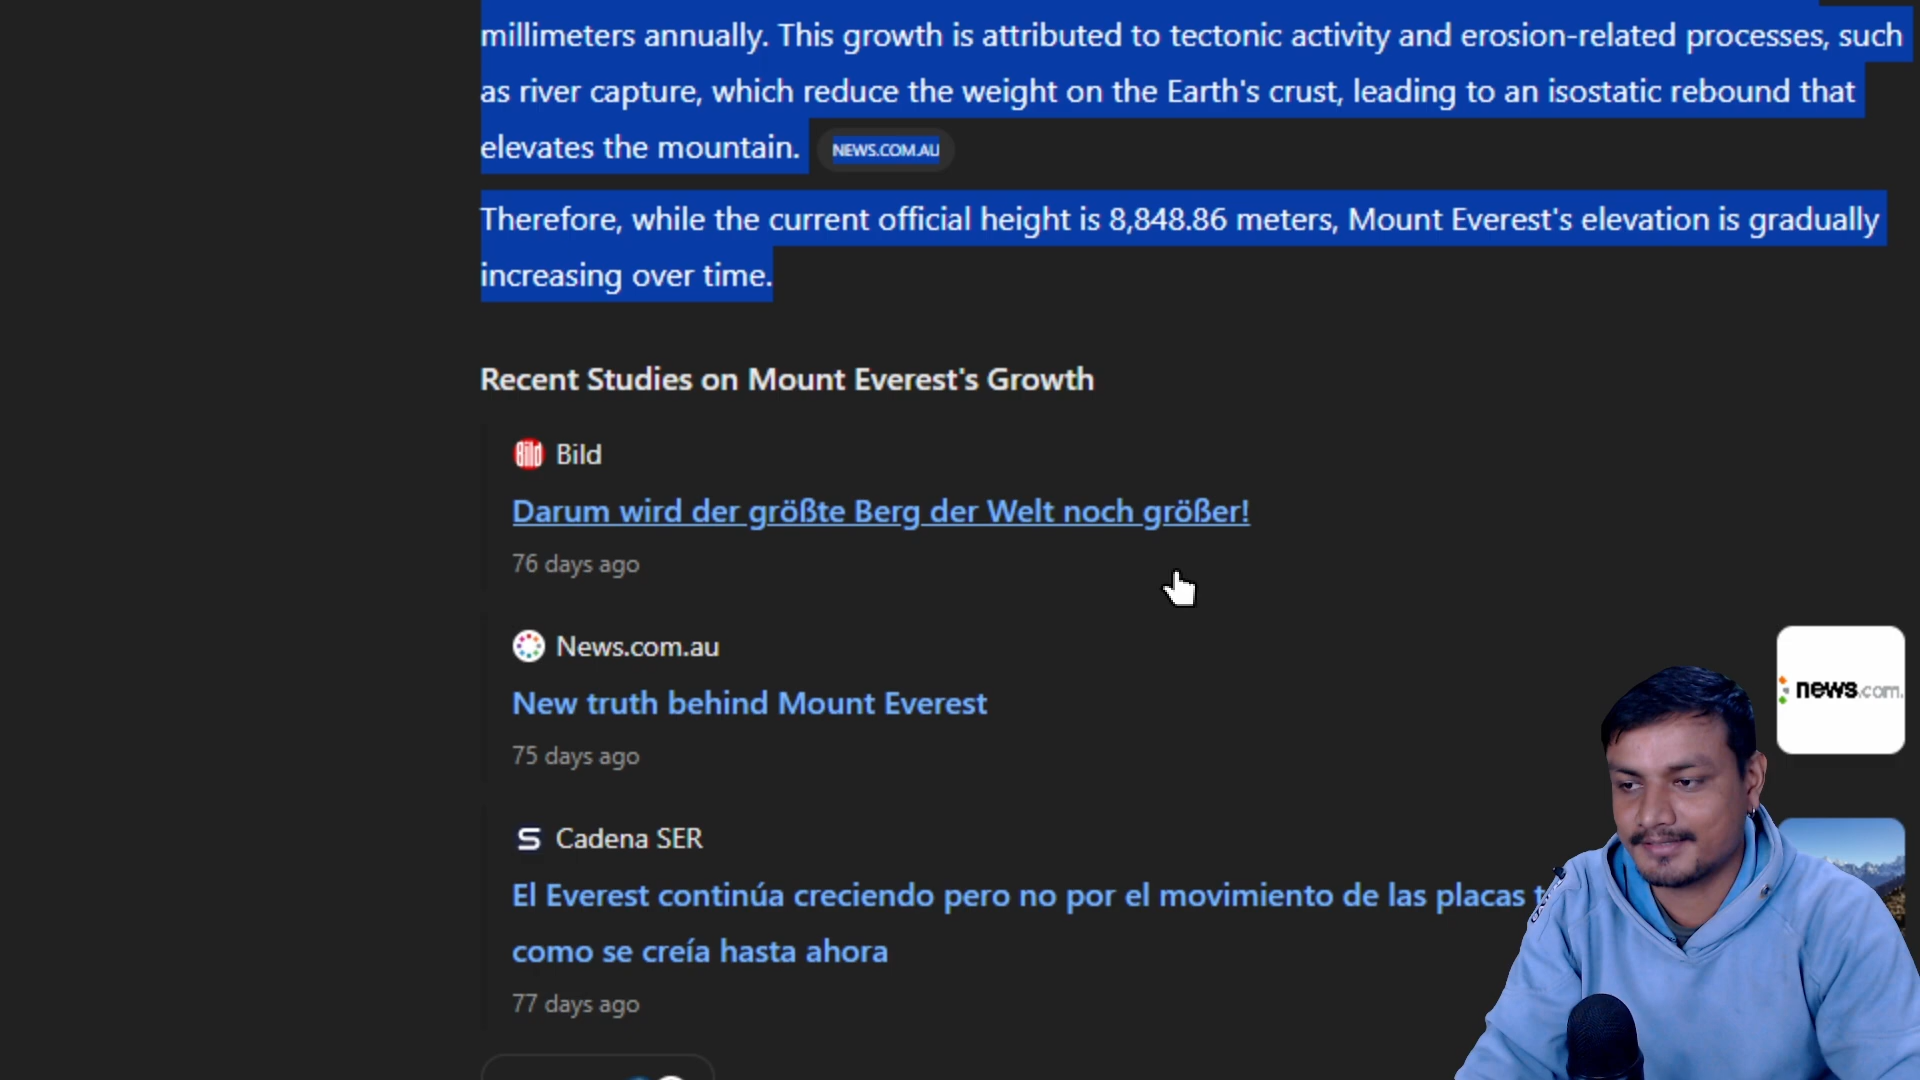 millimeters annually. This growth is attributed to tectonic activity and erosion-related processes, such
as river capture, which reduce the weight on the Earth's crust, leading to an isostatic rebound that
elevates the mountain. NEWS.COM.AU
Therefore, while the current official height is 8,848.86 meters, Mount Everest's elevation is gradually
increasing over time.
Recent Studies on Mount Everest's Growth
Bild
Darum wird der größte Berg der Welt noch größer!
76 days ago
News.com.au
New truth behind Mount Everest
75 days ago
news.com.
Cadena SER
El Everest continúa creciendo pero no por el movimiento de las placas
como se creía hasta ahora
77 days ago